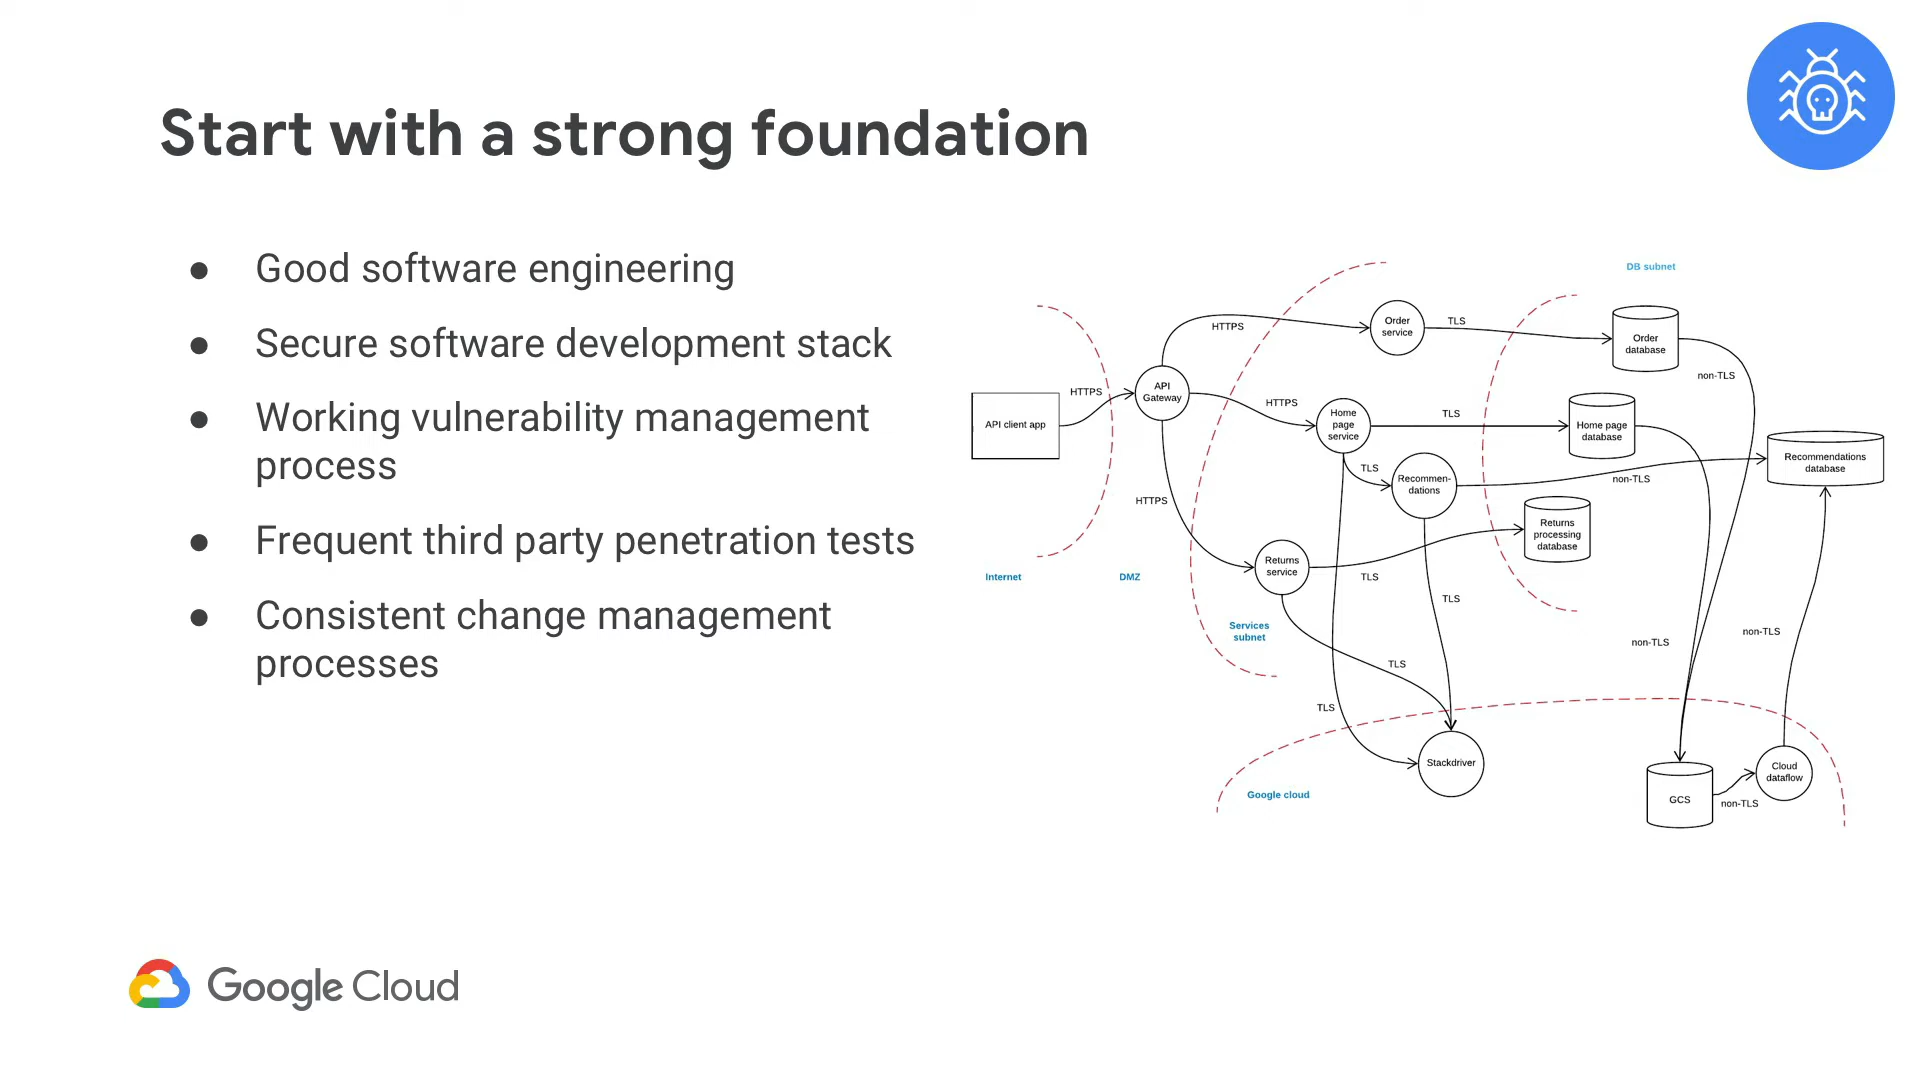 Start with a strong foundation
● Good software engineering
● Secure software development stack
● Working vulnerability management
process
● Frequent third party penetration tests
● Consistent change management
processes
DB subnet
Order
service
TLS
HTTPS
Order
database
non-TLS
API
Gateway
HTTPS
HTTPS
API client app
Home
page
service
TLS
Home page
database
Recommendations
database
TLS
Recommen-
dations
non-TLS
HTTPS
Returns
processing
database
Returns
service
TLS
Internet
DMZ
TLS
Services
subnet
non-TLS
non-TLS
TLS
TLS
Stackdriver
Google cloud
GCS
non-TLS
Cloud
dataflow
Google Cloud